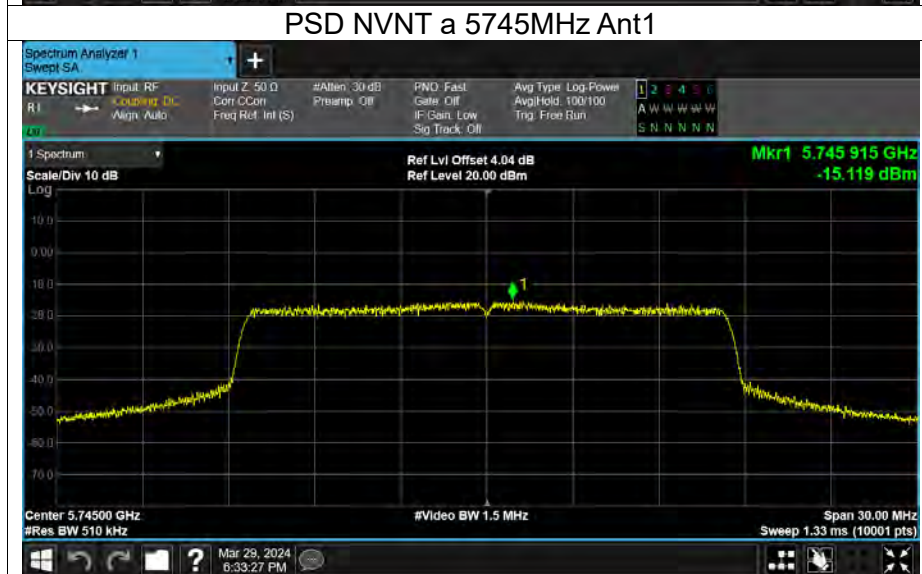 PSD NVNT a 5745MHz Ant1
Spectrum Analyzer 1
Swept SA
+
KEYSIGHT Input: RF
Coupling: DC
Align: Auto
Input Z: 50 Ω
Corr CCorr
Freq Ref: Int (S)
#Atten: 30 dB
Preamp: Off
PNO: Fast
Gate: Off
IF Gain: Low
Sig Track: Off
Avg Type: Log-Power
Avg|Hold: 100/100
Trig: Free Run
1 2 3 4 5 6
A W W W W W
S N N N N N
1 Spectrum
Scale/Div 10 dB
Ref Lvl Offset 4.04 dB
Ref Level 20.00 dBm
Mkr1 5.745 915 GHz
-15.119 dBm
Log
10.0
0.00
-10.0
-20.0
-30.0
-40.0
-50.0
-60.0
-70.0
1
Center 5.74500 GHz
#Res BW 510 kHz
#Video BW 1.5 MHz
Span 30.00 MHz
Sweep 1.33 ms (10001 pts)
?
Mar 29, 2024
6:33:27 PM